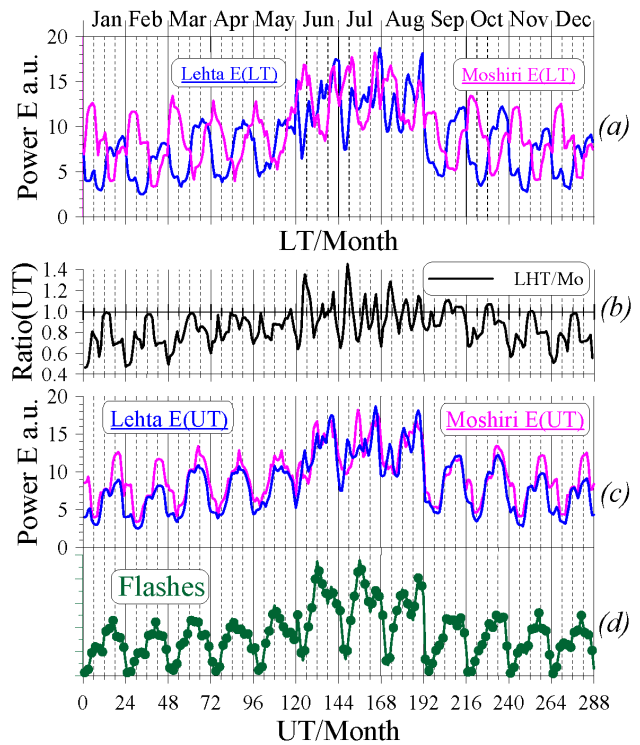 Jan Feb Mar Apr May Jun Jul Aug Sep Oct Nov Dec
20
15
10
5
0
Power E a.u.
Lehta E(LT)
Moshiri E(LT)
(a)
LT/Month
1.4
1.2
1.0
0.8
0.6
0.4
Ratio(UT)
LHT/Mo
(b)
20
15
10
5
0
Power E a.u.
Lehta E(UT)
Moshiri E(UT)
(c)
Flashes
(d)
0 24 48 72 96 120 144 168 192 216 240 264 288
UT/Month